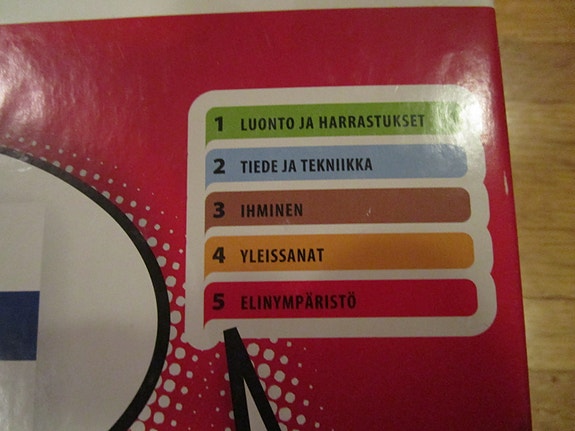 1 LUONTO JA HARRASTUKSET
2 TIEDE JA TEKNIIKKA
3 IHMINEN
4 YLEISSANAT
5 ELINYMPÄRISTÖ